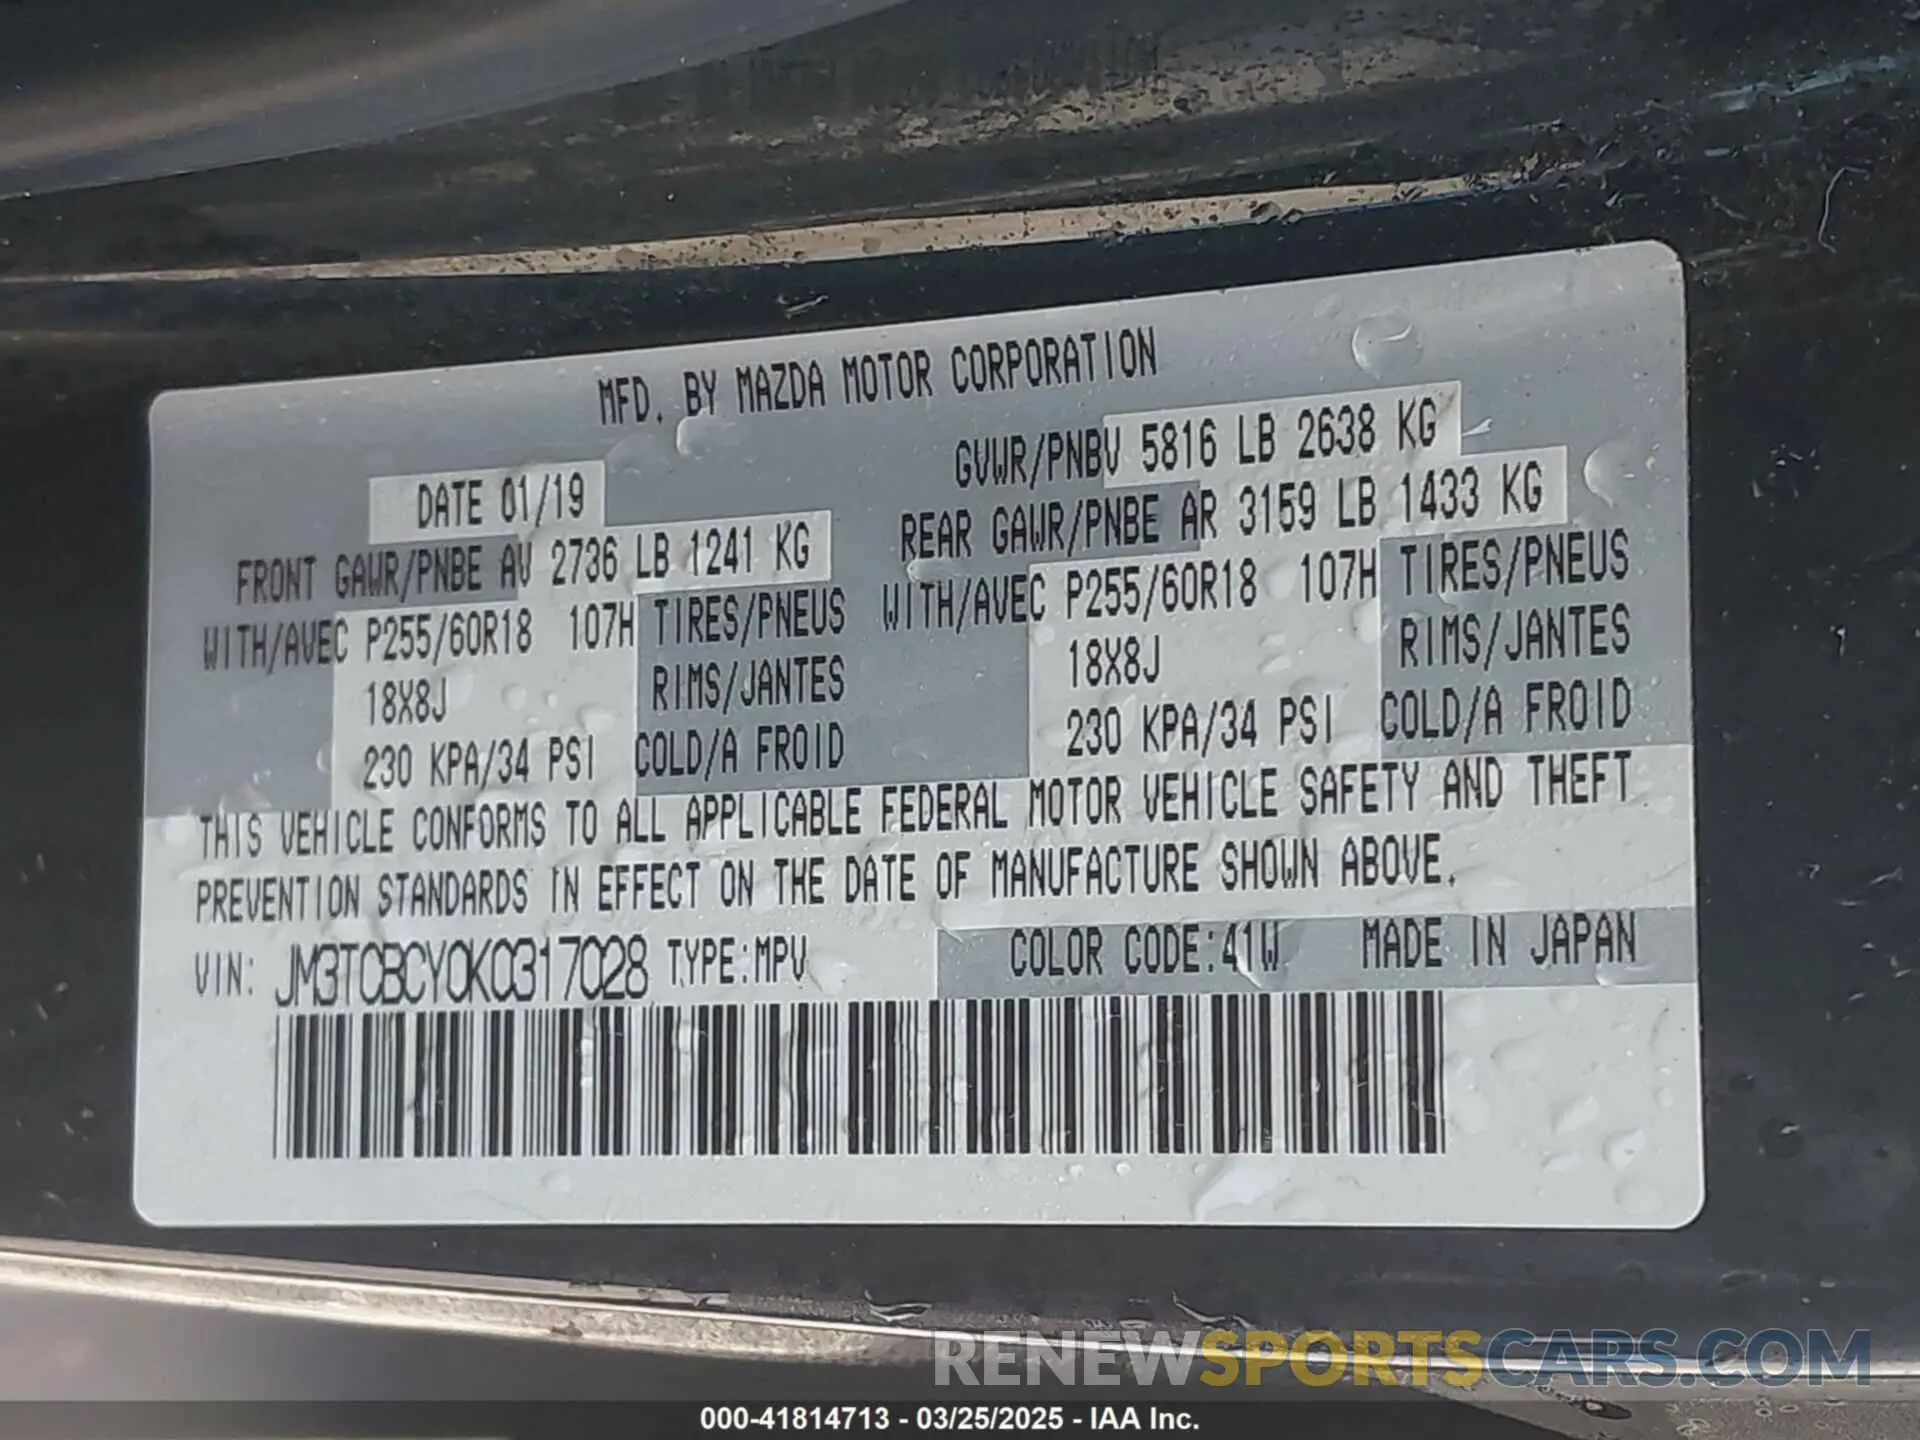 MFD. BY MAZDA MOTOR CORPORATION
DATE 01/19
GVWR/PNBV 5816 LB 2638 KG
FRONT GAWR/PNBE AV 2736 LB 1241 KG
REAR GAWR/PNBE AR 3159 LB 1433 KG
WITH/AVEC P255/60R18 107H TIRES/PNEUS
WITH/AVEC P255/60R18 107H TIRES/PNEUS
18X8J RIMS/JANTES
18X8J RIMS/JANTES
230 KPA/34 PSI COLD/A FROID
230 KPA/34 PSI COLD/A FROID
THIS VEHICLE CONFORMS TO ALL APPLICABLE FEDERAL MOTOR VEHICLE SAFETY AND THEFT
PREVENTION STANDARDS IN EFFECT ON THE DATE OF MANUFACTURE SHOWN ABOVE.
VIN: JM3TCBCY0K0317028 TYPE:MPV COLOR CODE:41W MADE IN JAPAN
RENEWSPORTSCARS.COM
000-41814713 - 03/25/2025 - IAA Inc.